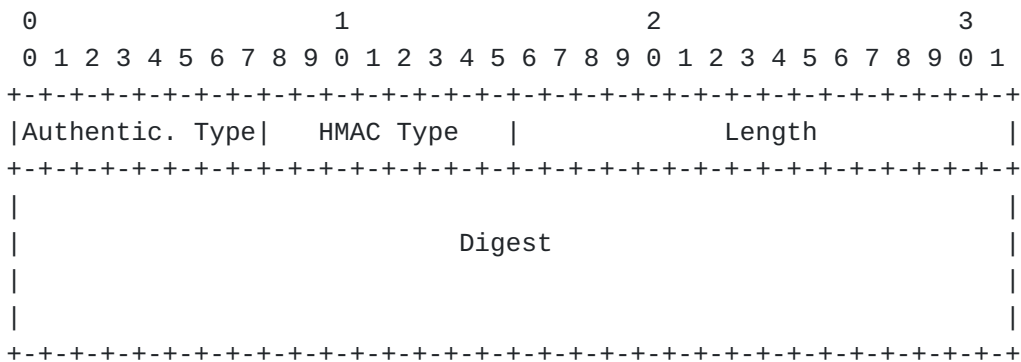 0                   1                   2                   3
 0 1 2 3 4 5 6 7 8 9 0 1 2 3 4 5 6 7 8 9 0 1 2 3 4 5 6 7 8 9 0 1
+-+-+-+-+-+-+-+-+-+-+-+-+-+-+-+-+-+-+-+-+-+-+-+-+-+-+-+-+-+-+-+-+
|Authentic. Type|   HMAC Type   |             Length            |
+-+-+-+-+-+-+-+-+-+-+-+-+-+-+-+-+-+-+-+-+-+-+-+-+-+-+-+-+-+-+-+-+
|                                                               |
|                            Digest                             |
|                                                               |
|                                                               |
+-+-+-+-+-+-+-+-+-+-+-+-+-+-+-+-+-+-+-+-+-+-+-+-+-+-+-+-+-+-+-+-+